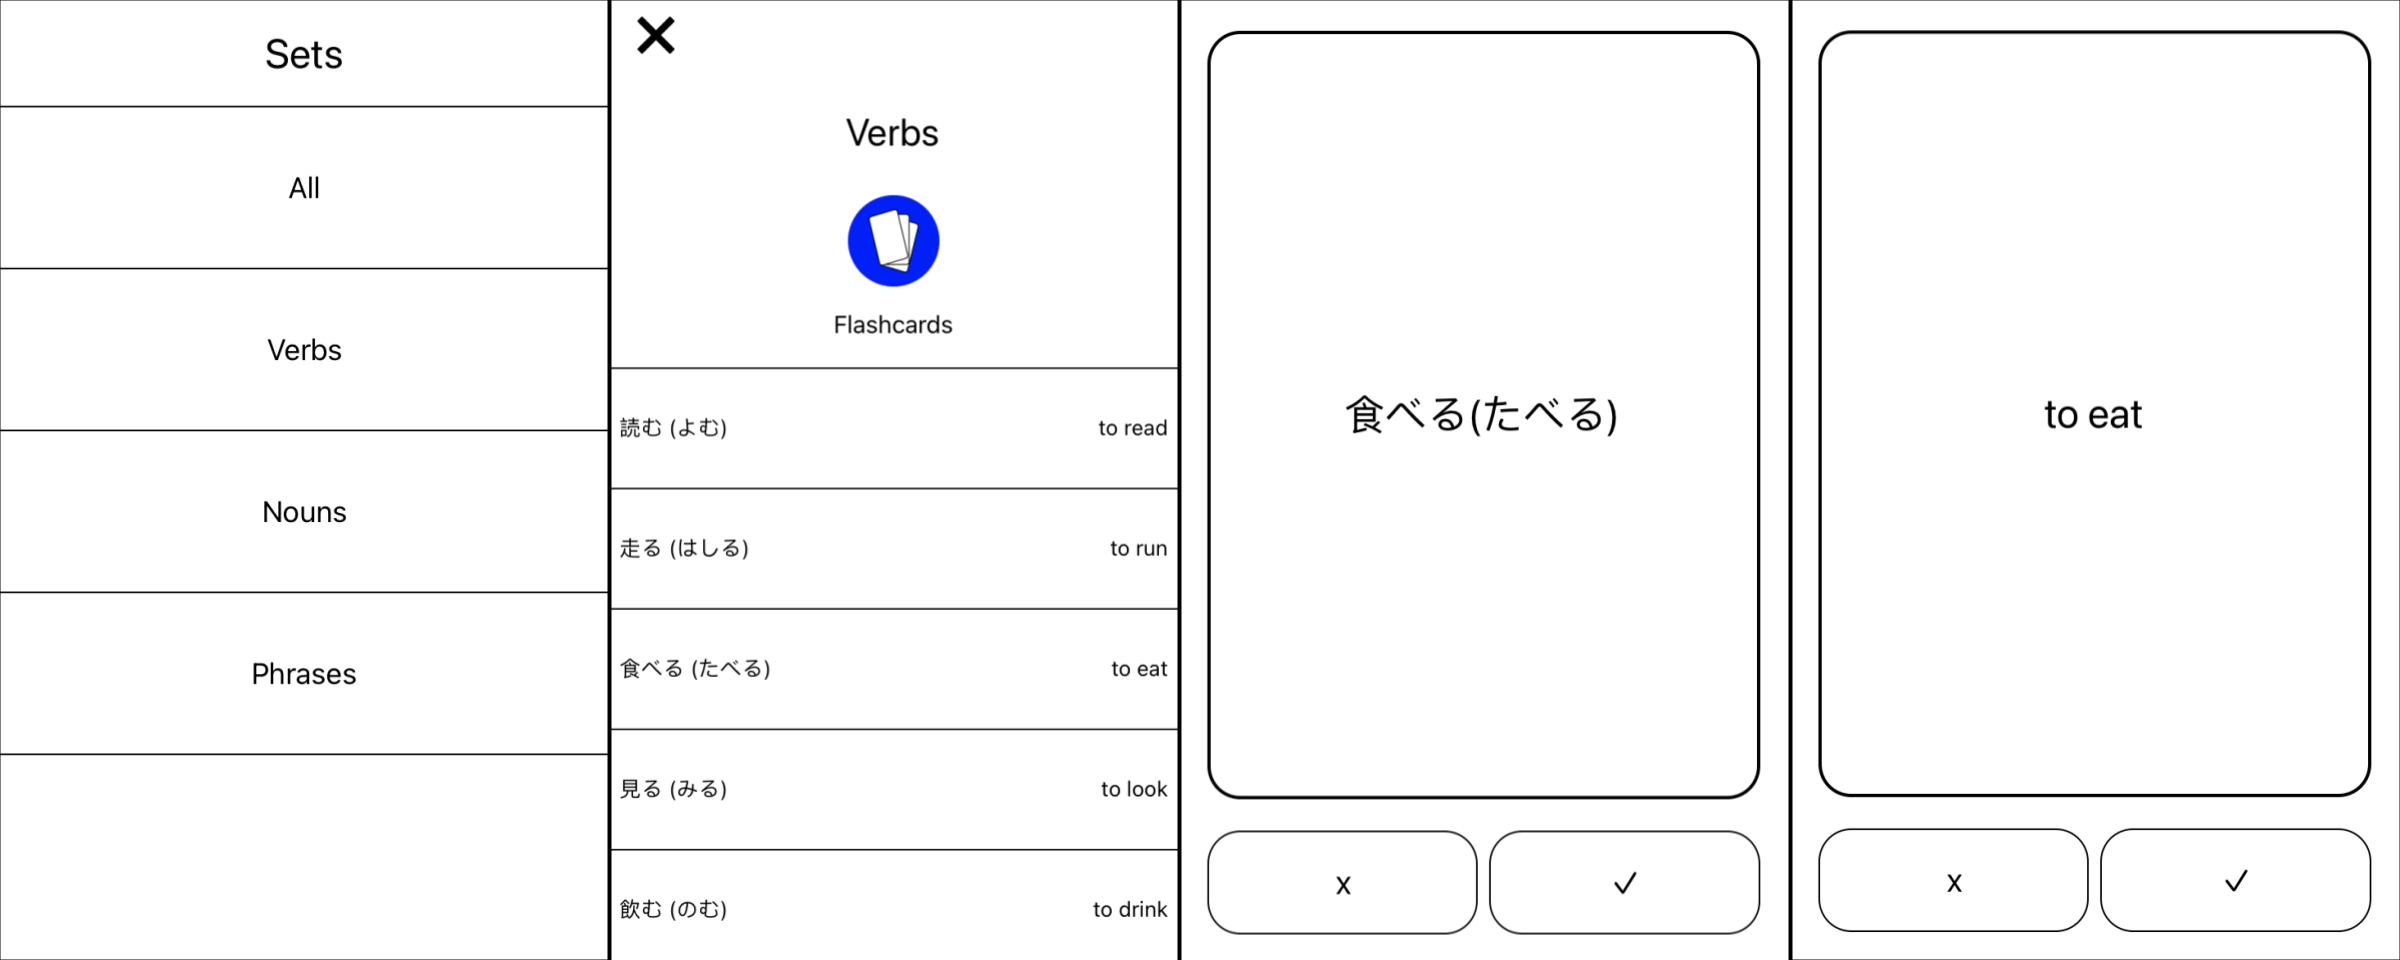 Sets
All
Verbs
Nouns
Phrases
Verbs
Flashcards
読む (よむ) to read
走る (はしる) to run
食べる (たべる) to eat
見る (みる) to look
飲む (のむ) to drink
食べる(たべる)
x ✓
to eat
x ✓